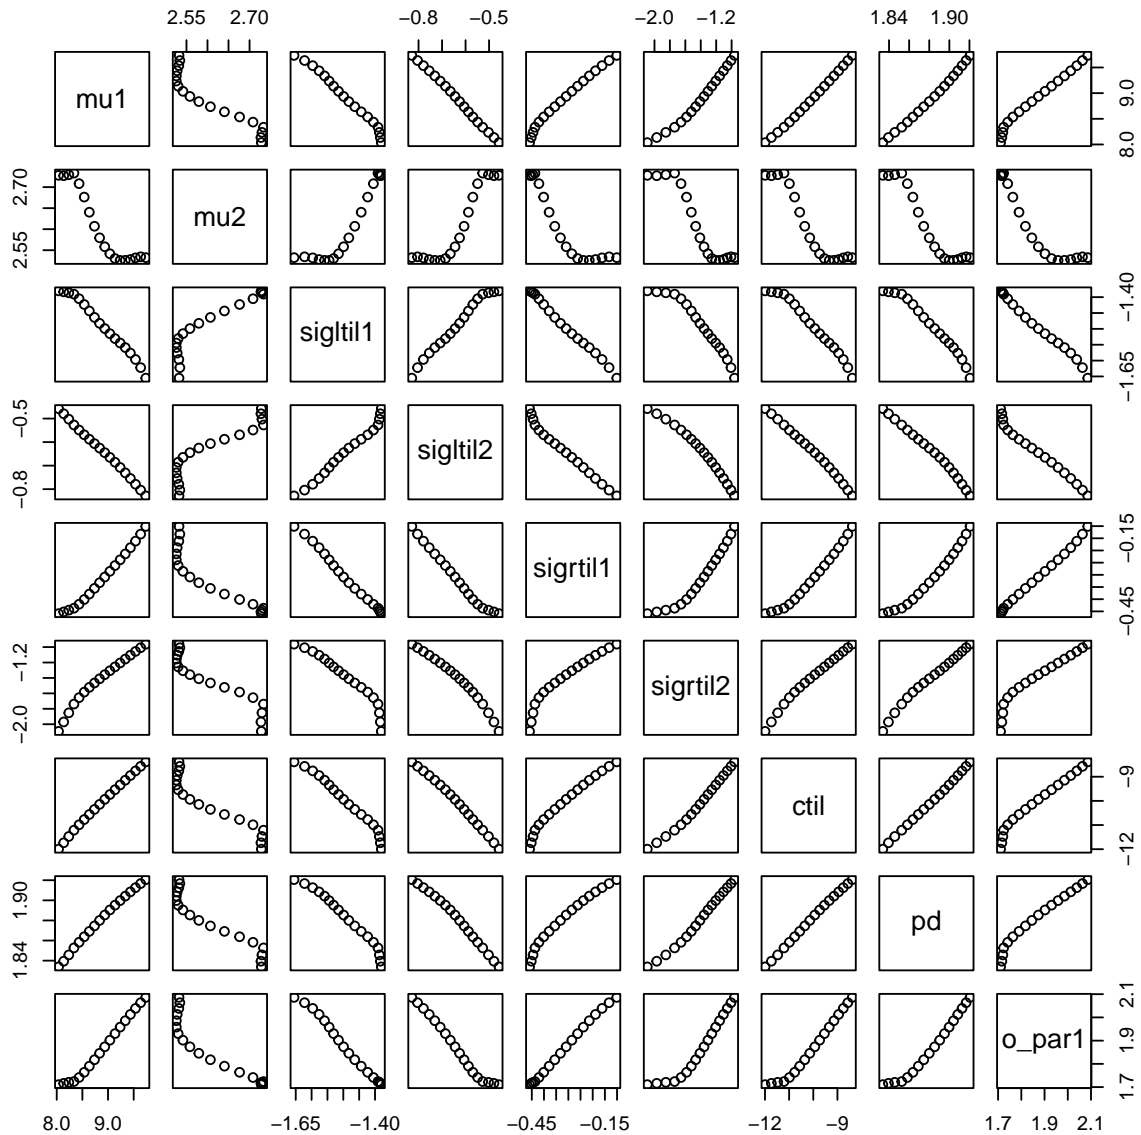 2.55 2.70 −0.8 −0.5 −2.0 −1.2 1.84 1.90
mu1
8.0 9.0
2.55 2.70
mu2
sigltil1
−1.65 −1.40
−0.8 −0.5
sigltil2
sigrtil1
−0.45 −0.15
−2.0 −1.2
sigrtil2
ctil
−12 −9
1.84 1.90
pd
o_par1
1.7 1.9 2.1
8.0 9.0 −1.65 −1.40 −0.45 −0.15 −12 −9 1.7 1.9 2.1